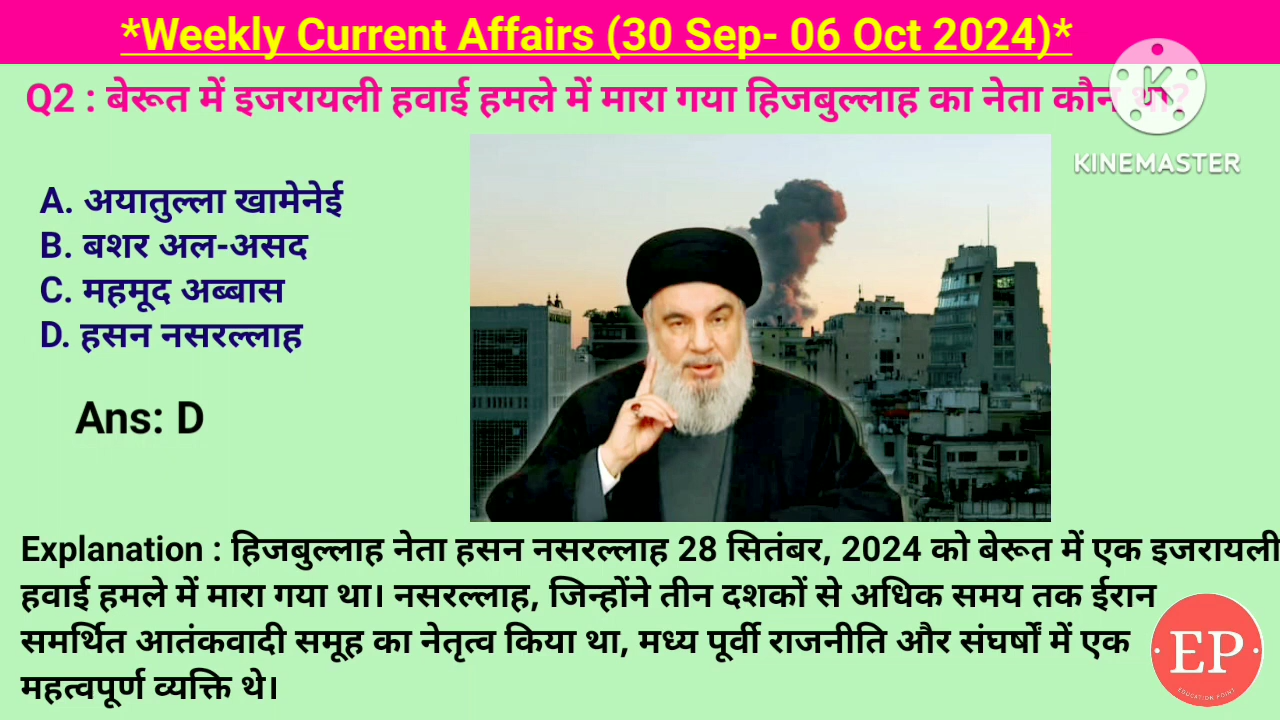 *Weekly Current Affairs (30 Sep- 06 Oct 2024)*
Q2 : बेरूत में इजरायली हवाई हमले में मारा गया हिजबुल्लाह का नेता कौन था?
KINEMASTER
A. अयातुल्ला खामेनेई
B. बशर अल-असद
C. महमूद अब्बास
D. हसन नसरल्लाह
Ans: D
Explanation : हिजबुल्लाह नेता हसन नसरल्लाह 28 सितंबर, 2024 को बेरूत में एक इजरायली
हवाई हमले में मारा गया था। नसरल्लाह, जिन्होंने तीन दशकों से अधिक समय तक ईरान
समर्थित आतंकवादी समूह का नेतृत्व किया था, मध्य पूर्वी राजनीति और संघर्षों में एक
महत्वपूर्ण व्यक्ति थे।
EP
EDUCATION POINT